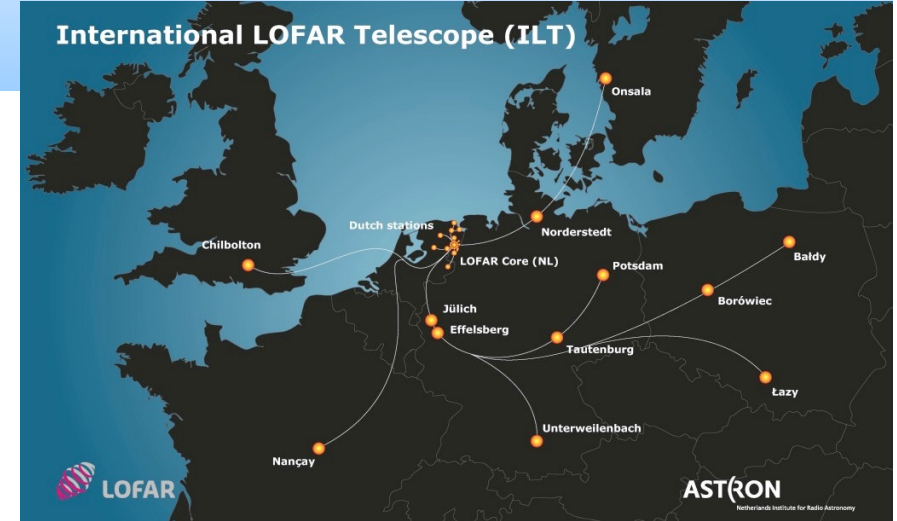 International LOFAR Telescope (ILT)
Onsala
Dutch stations
Norderstedt
Chilbolton
LOFAR Core (NL)
Bałdy
Potsdam
Borówiec
Jülich
Effelsberg
Tautenburg
Łazy
Unterweilenbach
Nançay
LOFAR
ASTRON
Netherlands Institute for Radio Astronomy